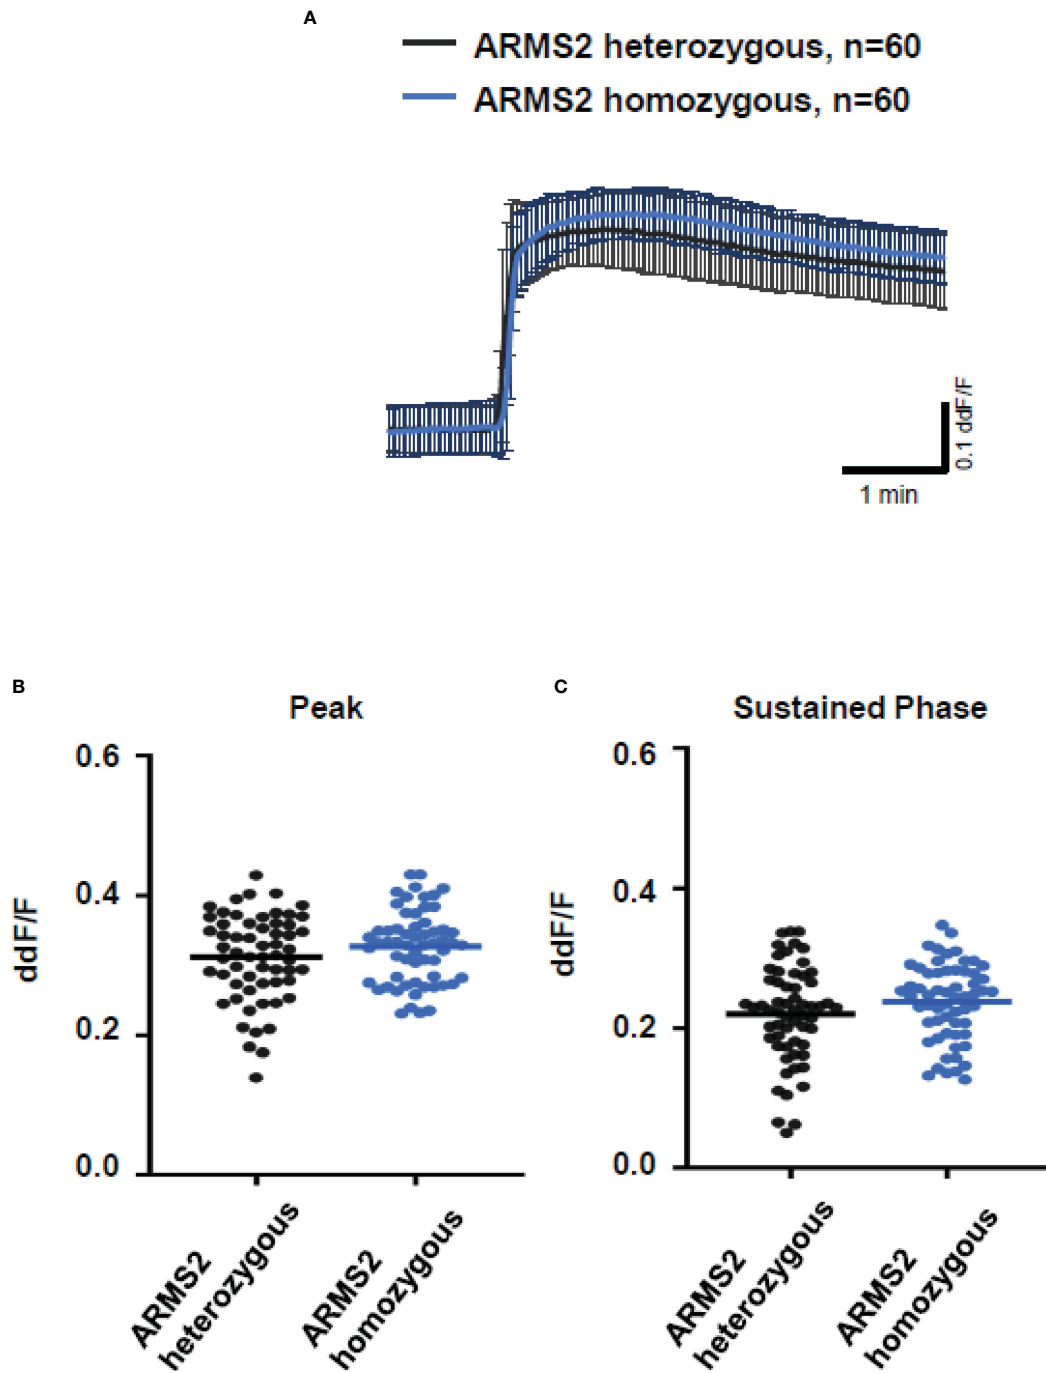 A
ARMS2 heterozygous, n=60
ARMS2 homozygous, n=60
0.1 ddF/F
1 min
B
Peak
0.6
0.4
0.2
0.0
ddF/F
ARMS2
heterozygous
ARMS2
homozygous
C
Sustained Phase
0.6
0.4
0.2
0.0
ddF/F
ARMS2
heterozygous
ARMS2
homozygous